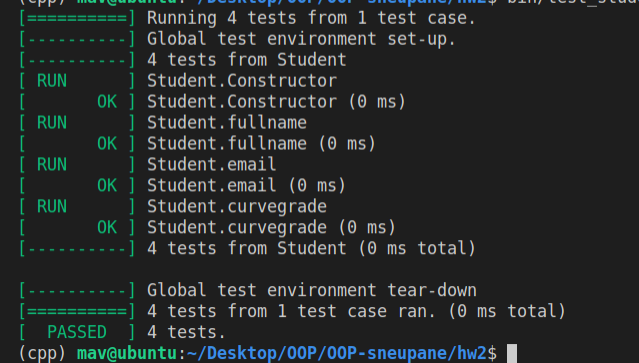 (cpp) mav@ubuntu:~/Desktop/OOP/OOP-sneupane/hw2$ bin/test_stude
[==========] Running 4 tests from 1 test case.
[----------] Global test environment set-up.
[----------] 4 tests from Student
[ RUN      ] Student.Constructor
[       OK ] Student.Constructor (0 ms)
[ RUN      ] Student.fullname
[       OK ] Student.fullname (0 ms)
[ RUN      ] Student.email
[       OK ] Student.email (0 ms)
[ RUN      ] Student.curvegrade
[       OK ] Student.curvegrade (0 ms)
[----------] 4 tests from Student (0 ms total)
[----------] Global test environment tear-down
[==========] 4 tests from 1 test case ran. (0 ms total)
[  PASSED  ] 4 tests.
(cpp) mav@ubuntu:~/Desktop/OOP/OOP-sneupane/hw2$